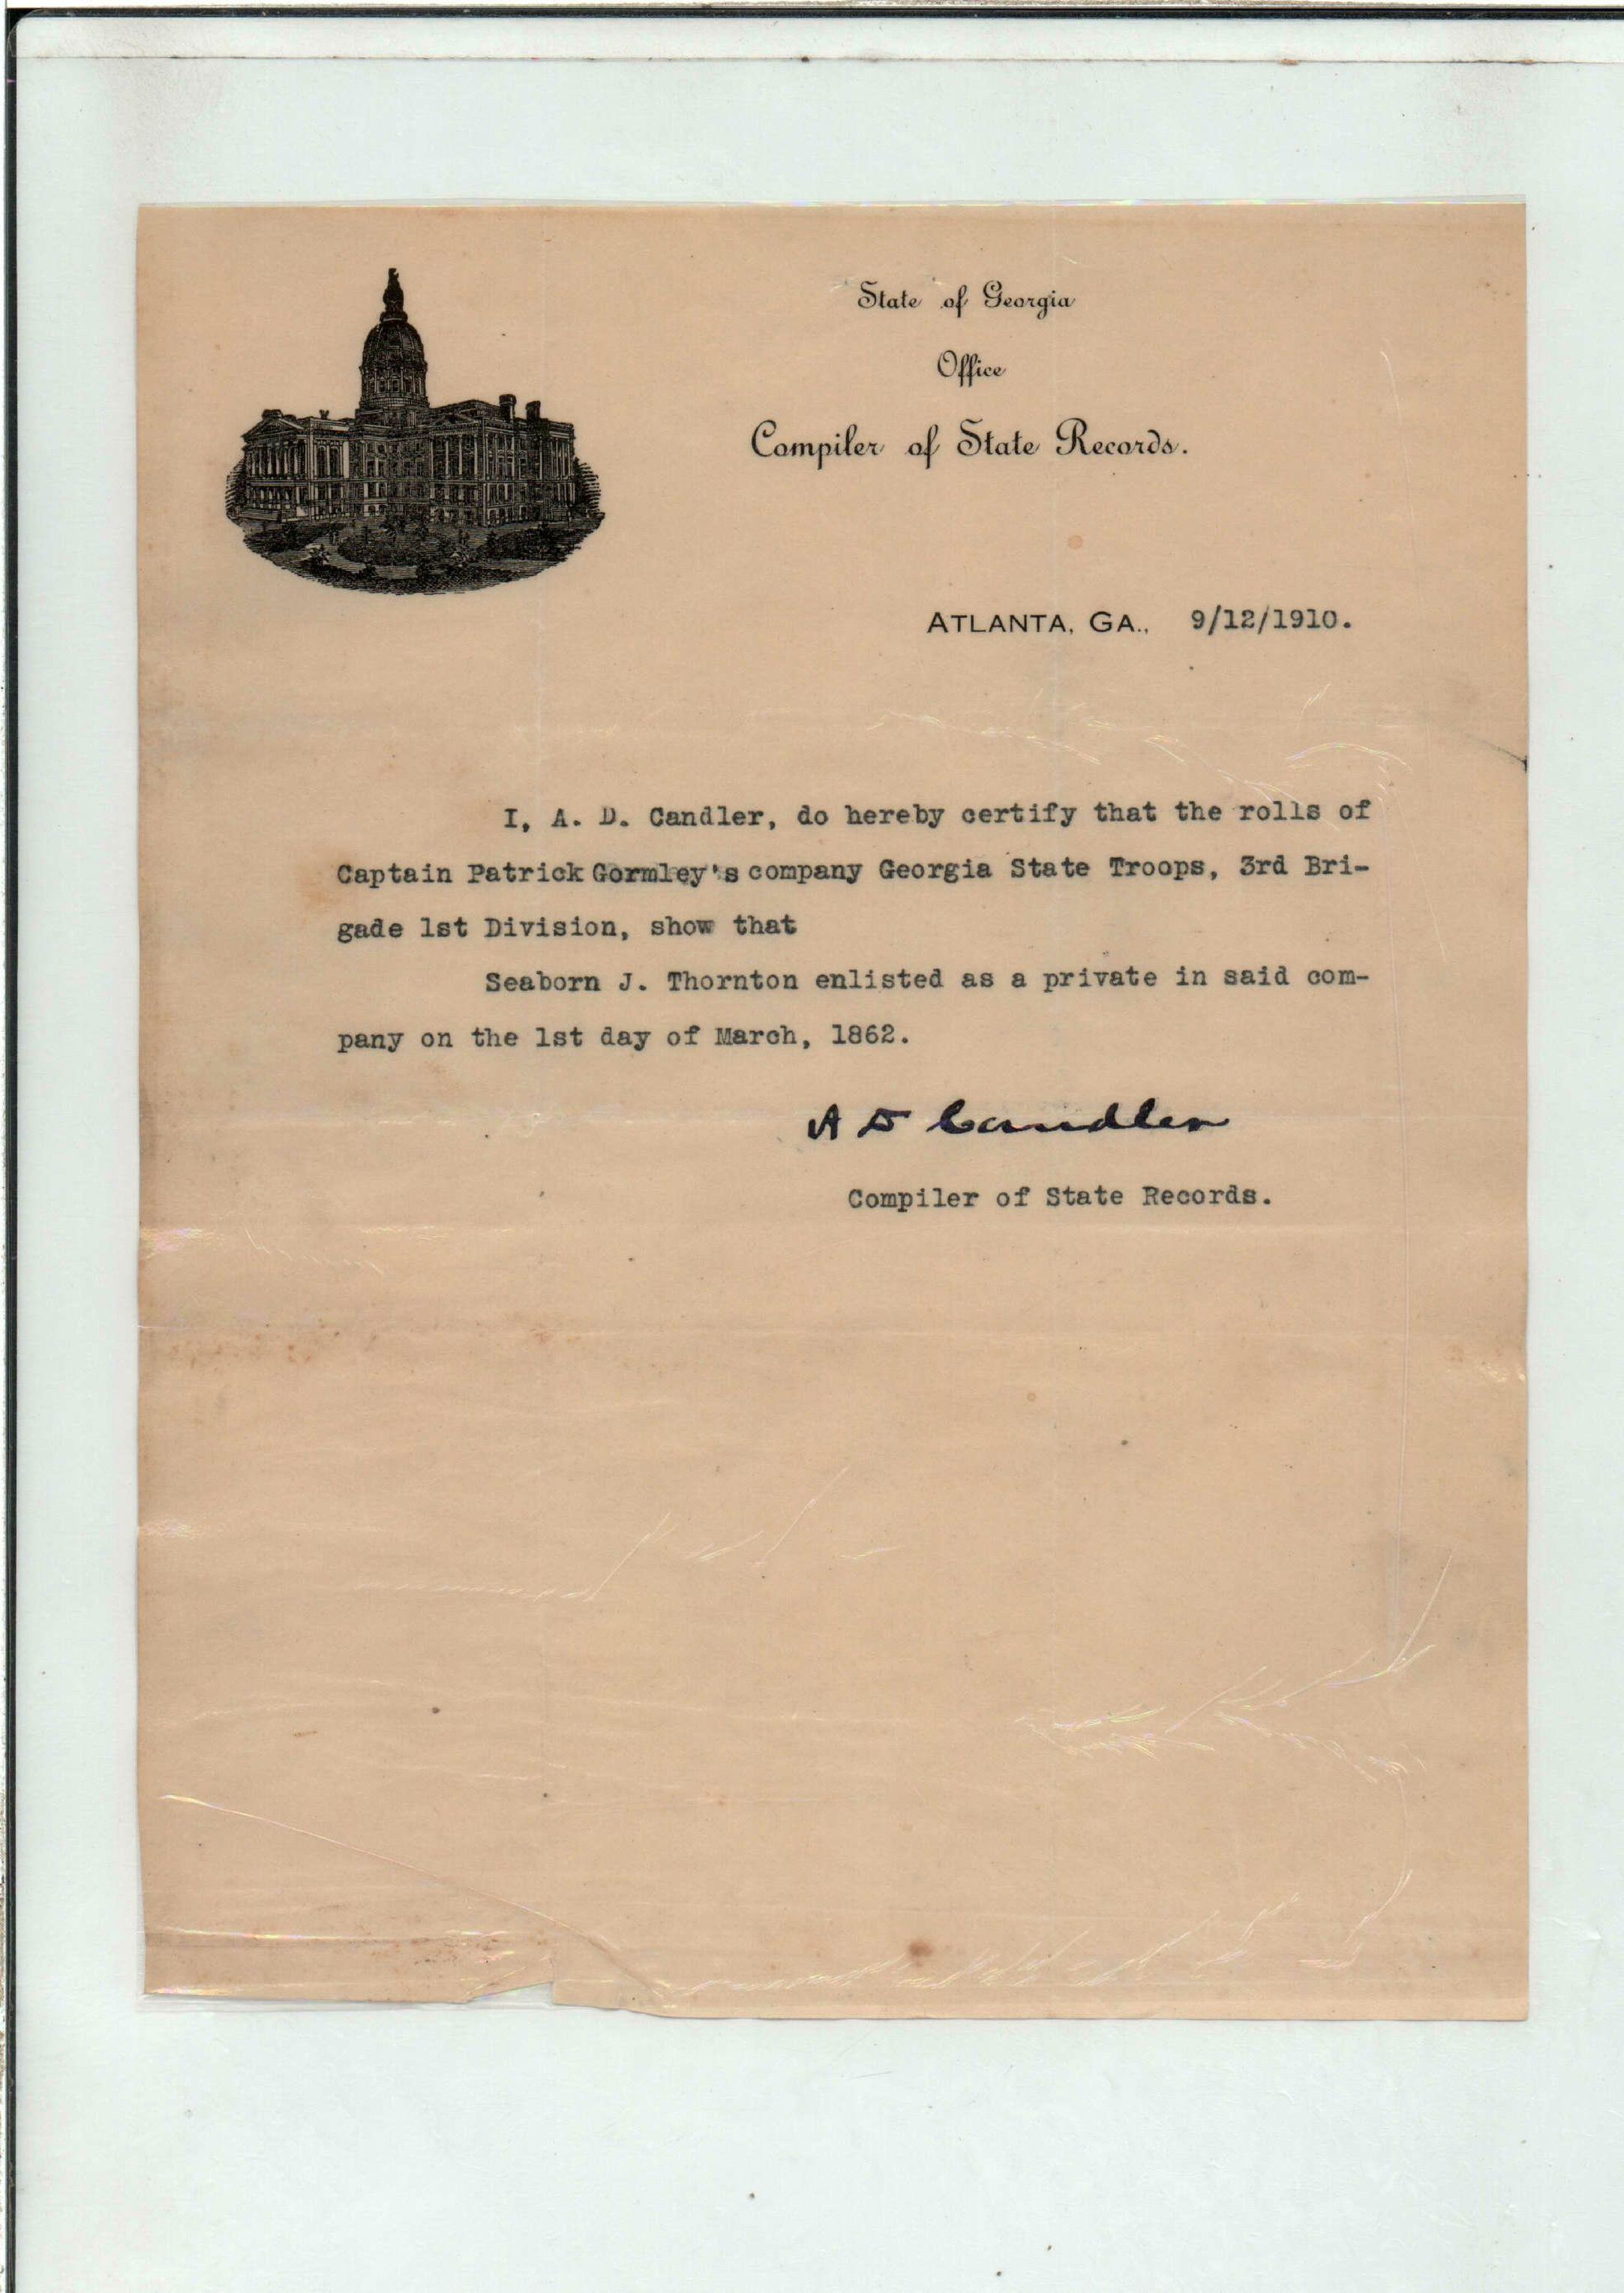 State of Georgia
Office
Compiler of State Records.
ATLANTA, GA., 9/12/1910.
I, A. D. Candler, do hereby certify that the rolls of
Captain Patrick Gormley's company Georgia State Troops, 3rd Bri-
gade 1st Division, show that
Seaborn J. Thornton enlisted as a private in said com-
pany on the 1st day of March, 1862.
A D Candler
Compiler of State Records.